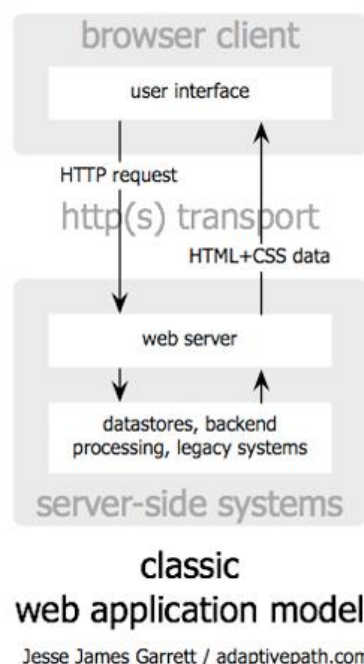 browser client
user interface
HTTP request
http(s) transport
HTML+CSS data
web server
datastores, backend
processing, legacy systems
server-side systems
classic
web application model
Jesse James Garrett / adaptivepath.com